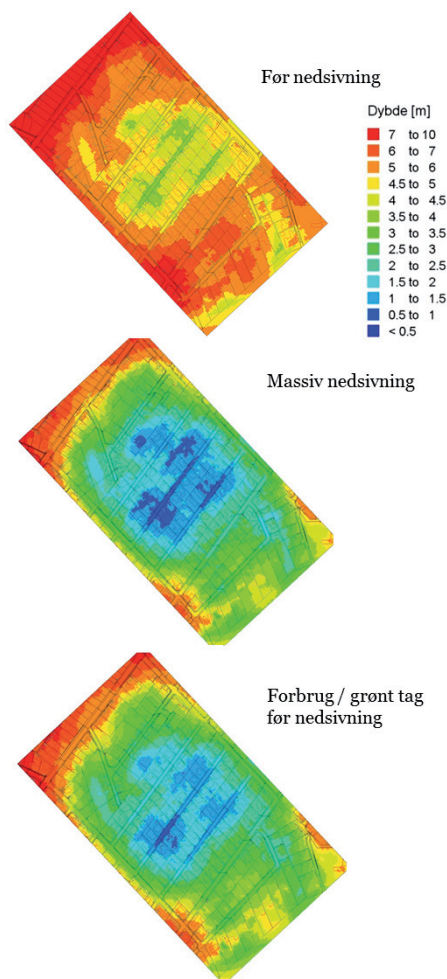 Før nedsivning
Dybde [m]
7 to 10
6 to 7
5 to 6
4.5 to 5
4 to 4.5
3.5 to 4
3 to 3.5
2.5 to 3
2 to 2.5
1.5 to 2
1 to 1.5
0.5 to 1
< 0.5
Massiv nedsivning
Forbrug / grønt tag
før nedsivning